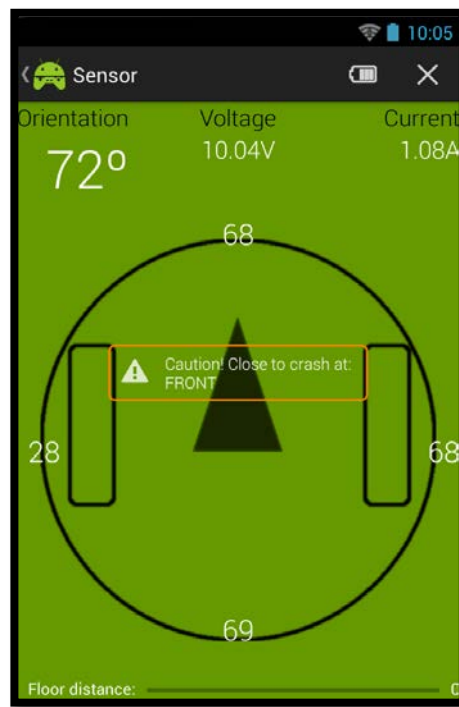 10:05
Sensor
Orientation Voltage Current
72º 10.04V 1.08A
68
Caution! Close to crash at:
FRONT
28 68
69
Floor distance: 0